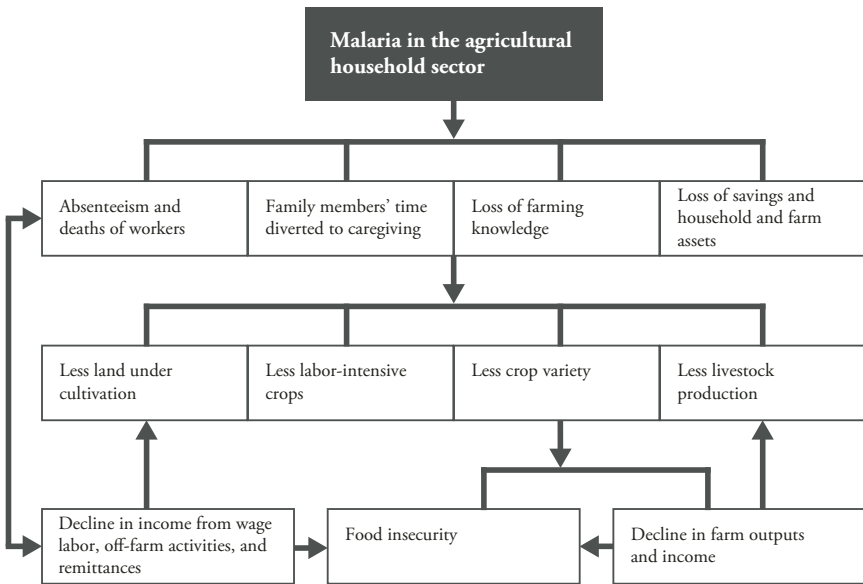 Malaria in the agricultural
household sector
Absenteeism and
deaths of workers
Family members’ time
diverted to caregiving
Loss of farming
knowledge
Loss of savings and
household and farm
assets
Less land under
cultivation
Less labor-intensive
crops
Less crop variety
Less livestock
production
Decline in income from wage
labor, off-farm activities, and
remittances
Food insecurity
Decline in farm outputs
and income